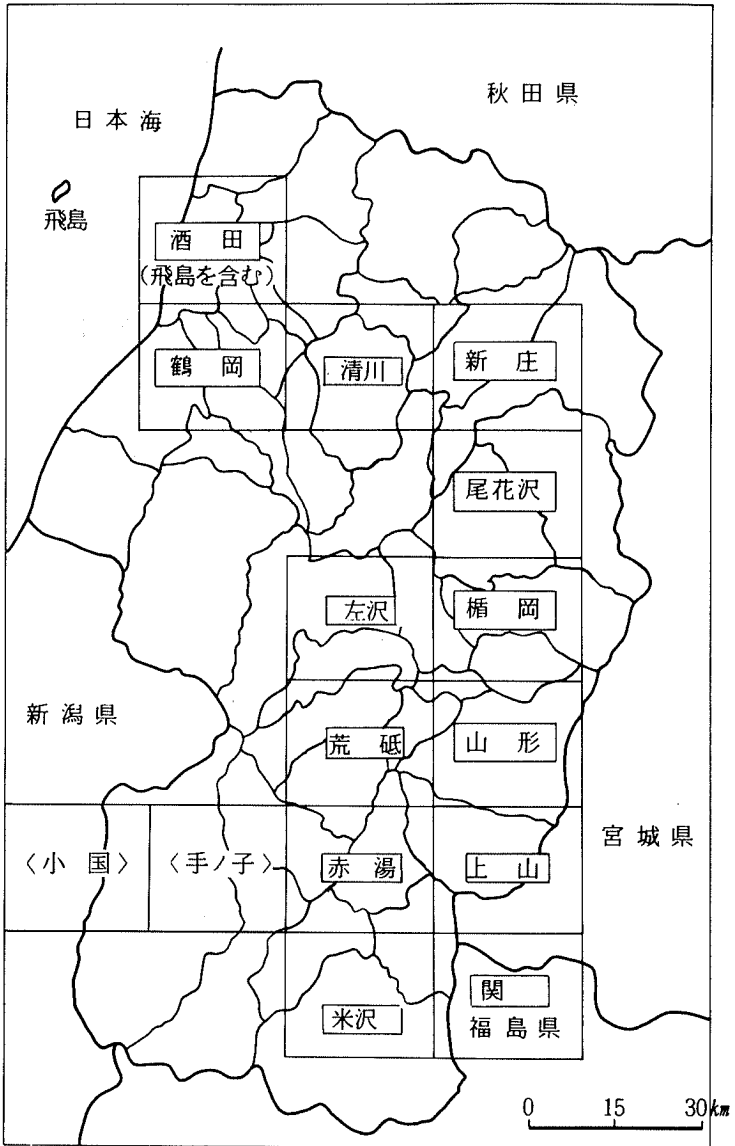 秋田県
日本海
飛島
酒田
(飛島を含む)
鶴岡
清川
新庄
尾花沢
左沢
楯岡
新潟県
荒砥
山形
宮城県
〈小国〉
〈手ノ子〉
赤湯
上山
米沢
関
福島県
0 15 30km